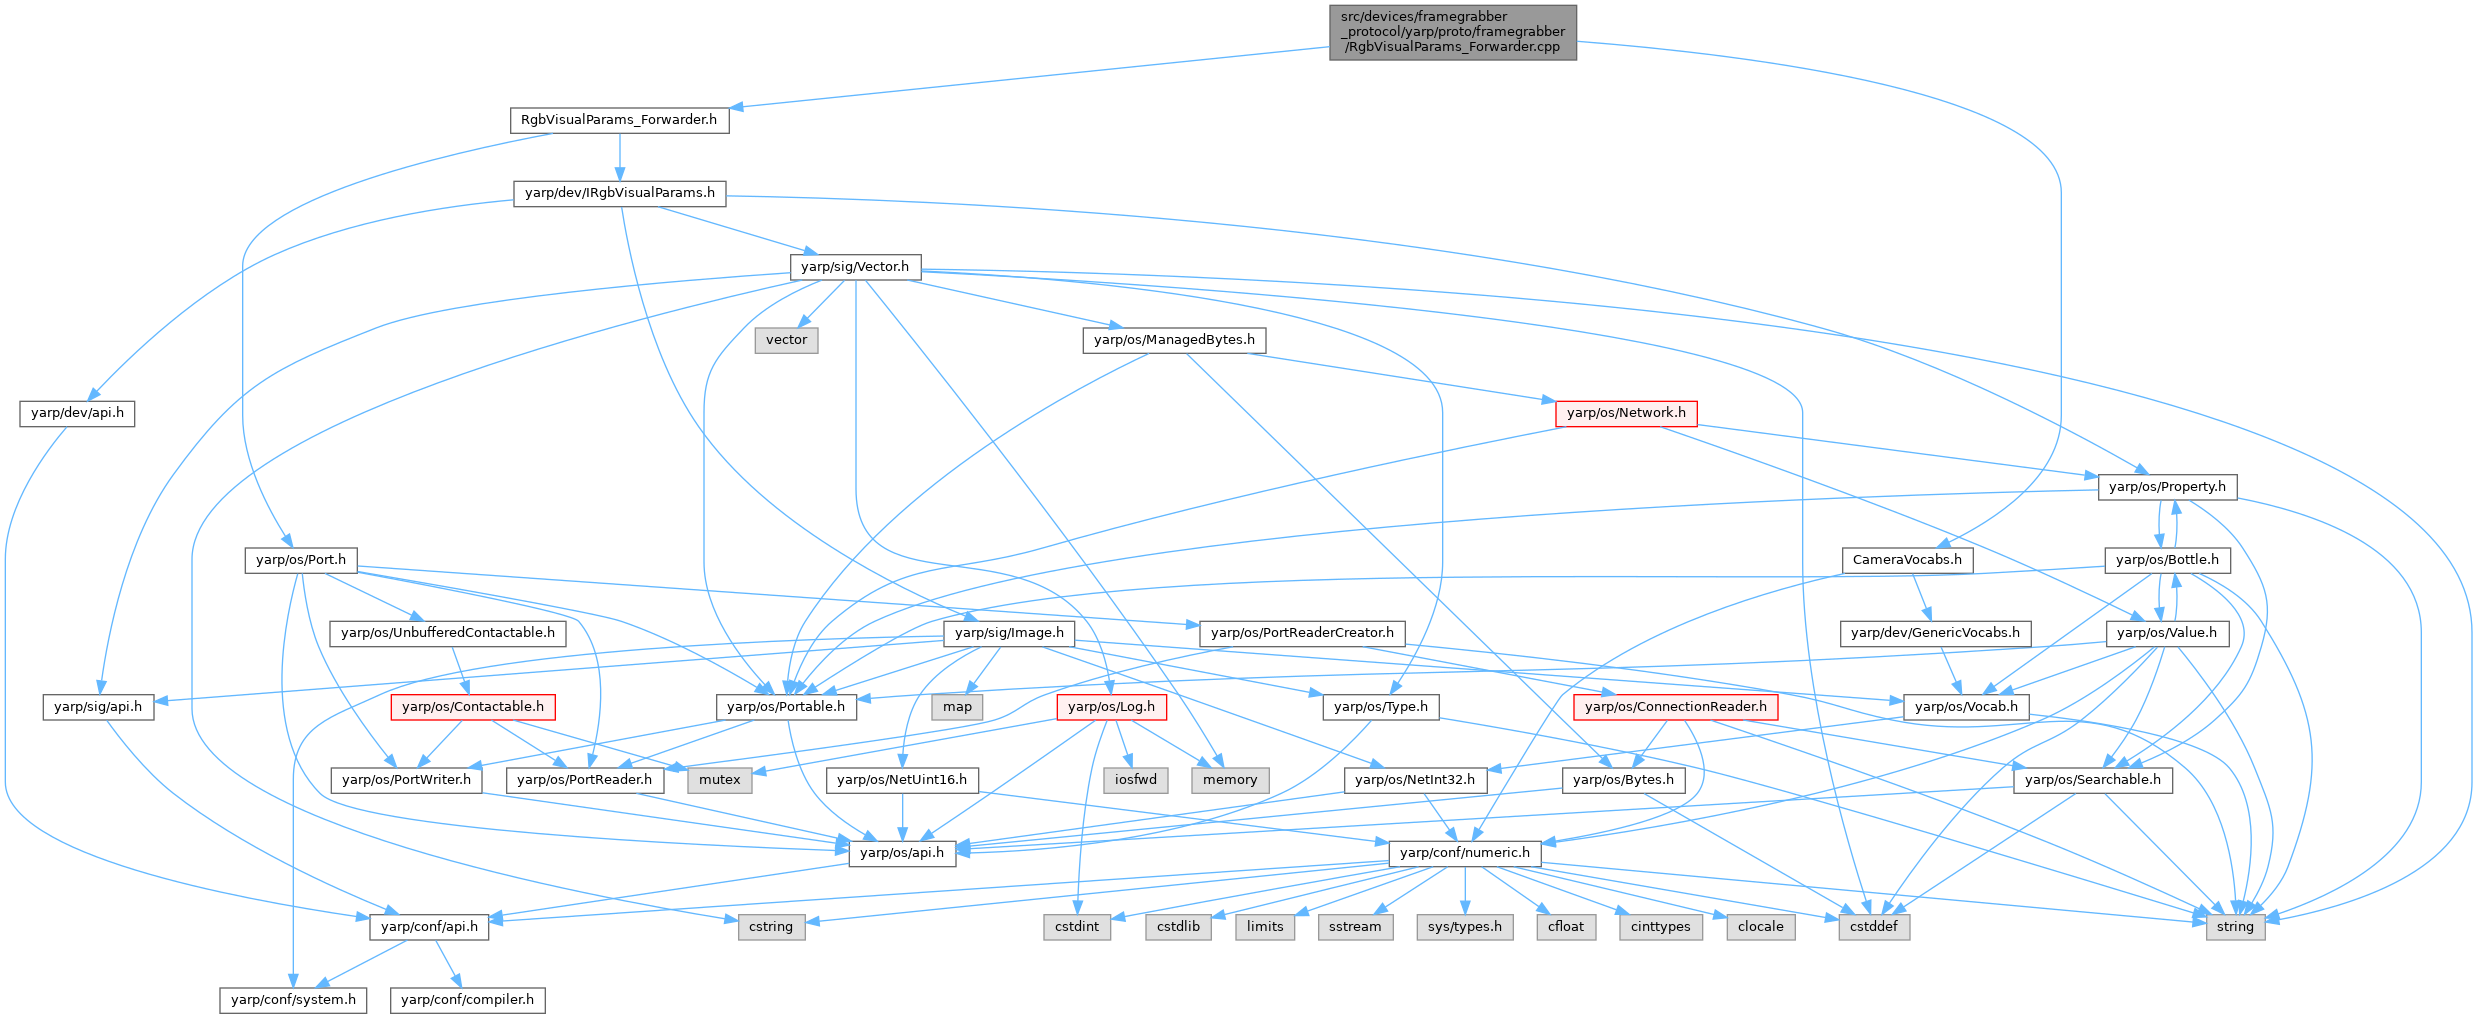 src/devices/framegrabber
_protocol/yarp/proto/framegrabber
/RgbVisualParams_Forwarder.cpp
RgbVisualParams_Forwarder.h
yarp/dev/IRgbVisualParams.h
yarp/sig/Vector.h
vector
yarp/os/ManagedBytes.h
yarp/dev/api.h
yarp/os/Network.h
yarp/os/Property.h
yarp/os/Port.h
CameraVocabs.h
yarp/os/Bottle.h
yarp/os/UnbufferedContactable.h
yarp/sig/Image.h
yarp/os/PortReaderCreator.h
yarp/dev/GenericVocabs.h
yarp/os/Value.h
yarp/sig/api.h
yarp/os/Contactable.h
yarp/os/Portable.h
map
yarp/os/Log.h
yarp/os/Type.h
yarp/os/ConnectionReader.h
yarp/os/Vocab.h
yarp/os/PortWriter.h
yarp/os/PortReader.h
mutex
yarp/os/NetUint16.h
iosfwd
memory
yarp/os/NetInt32.h
yarp/os/Bytes.h
yarp/os/Searchable.h
yarp/os/api.h
yarp/conf/numeric.h
yarp/conf/api.h
cstring
cstdint
cstdlib
limits
sstream
sys/types.h
cfloat
cinttypes
clocale
cstddef
string
yarp/conf/system.h
yarp/conf/compiler.h